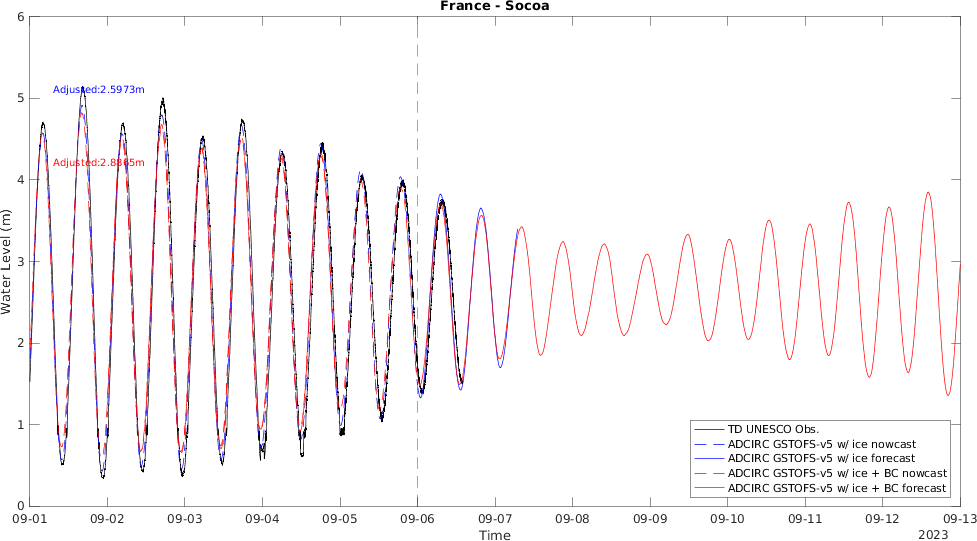 France - Socoa
Water Level (m)
6
5
4
3
2
1
0
Adjusted:2.5973m
Adjusted:2.8865m
TD UNESCO Obs.
ADCIRC GSTOFS-v5 w/ ice nowcast
ADCIRC GSTOFS-v5 w/ ice forecast
ADCIRC GSTOFS-v5 w/ ice + BC nowcast
ADCIRC GSTOFS-v5 w/ ice + BC forecast
09-01 09-02 09-03 09-04 09-05 09-06 09-07 09-08 09-09 09-10 09-11 09-12 09-13
Time
2023